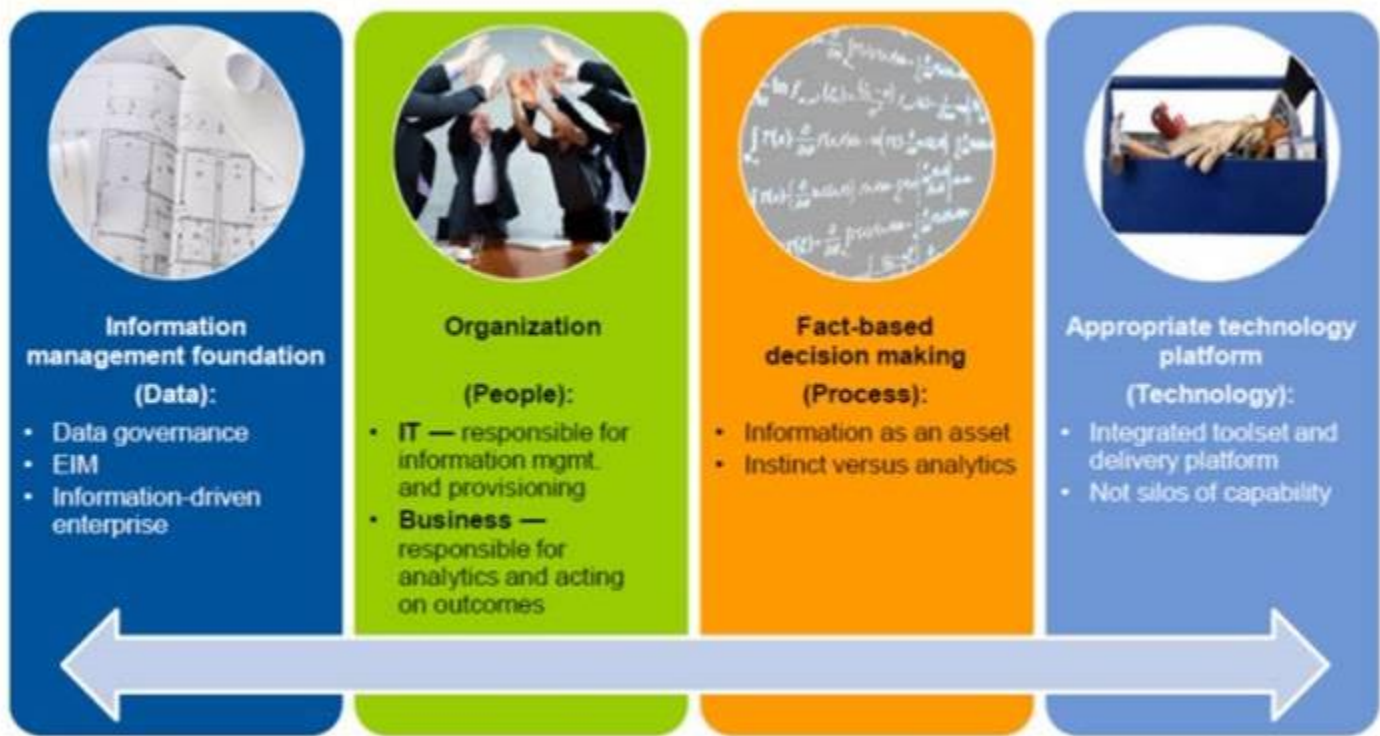 Information
management foundation
(Data):
• Data governance
• EIM
• Information-driven
enterprise
Organization
(People):
• IT — responsible for
information mgmt.
and provisioning
• Business —
responsible for
analytics and acting
on outcomes
Fact-based
decision making
(Process):
• Information as an asset
• Instinct versus analytics
Appropriate technology
platform
(Technology):
• Integrated toolset and
delivery platform
• Not silos of capability